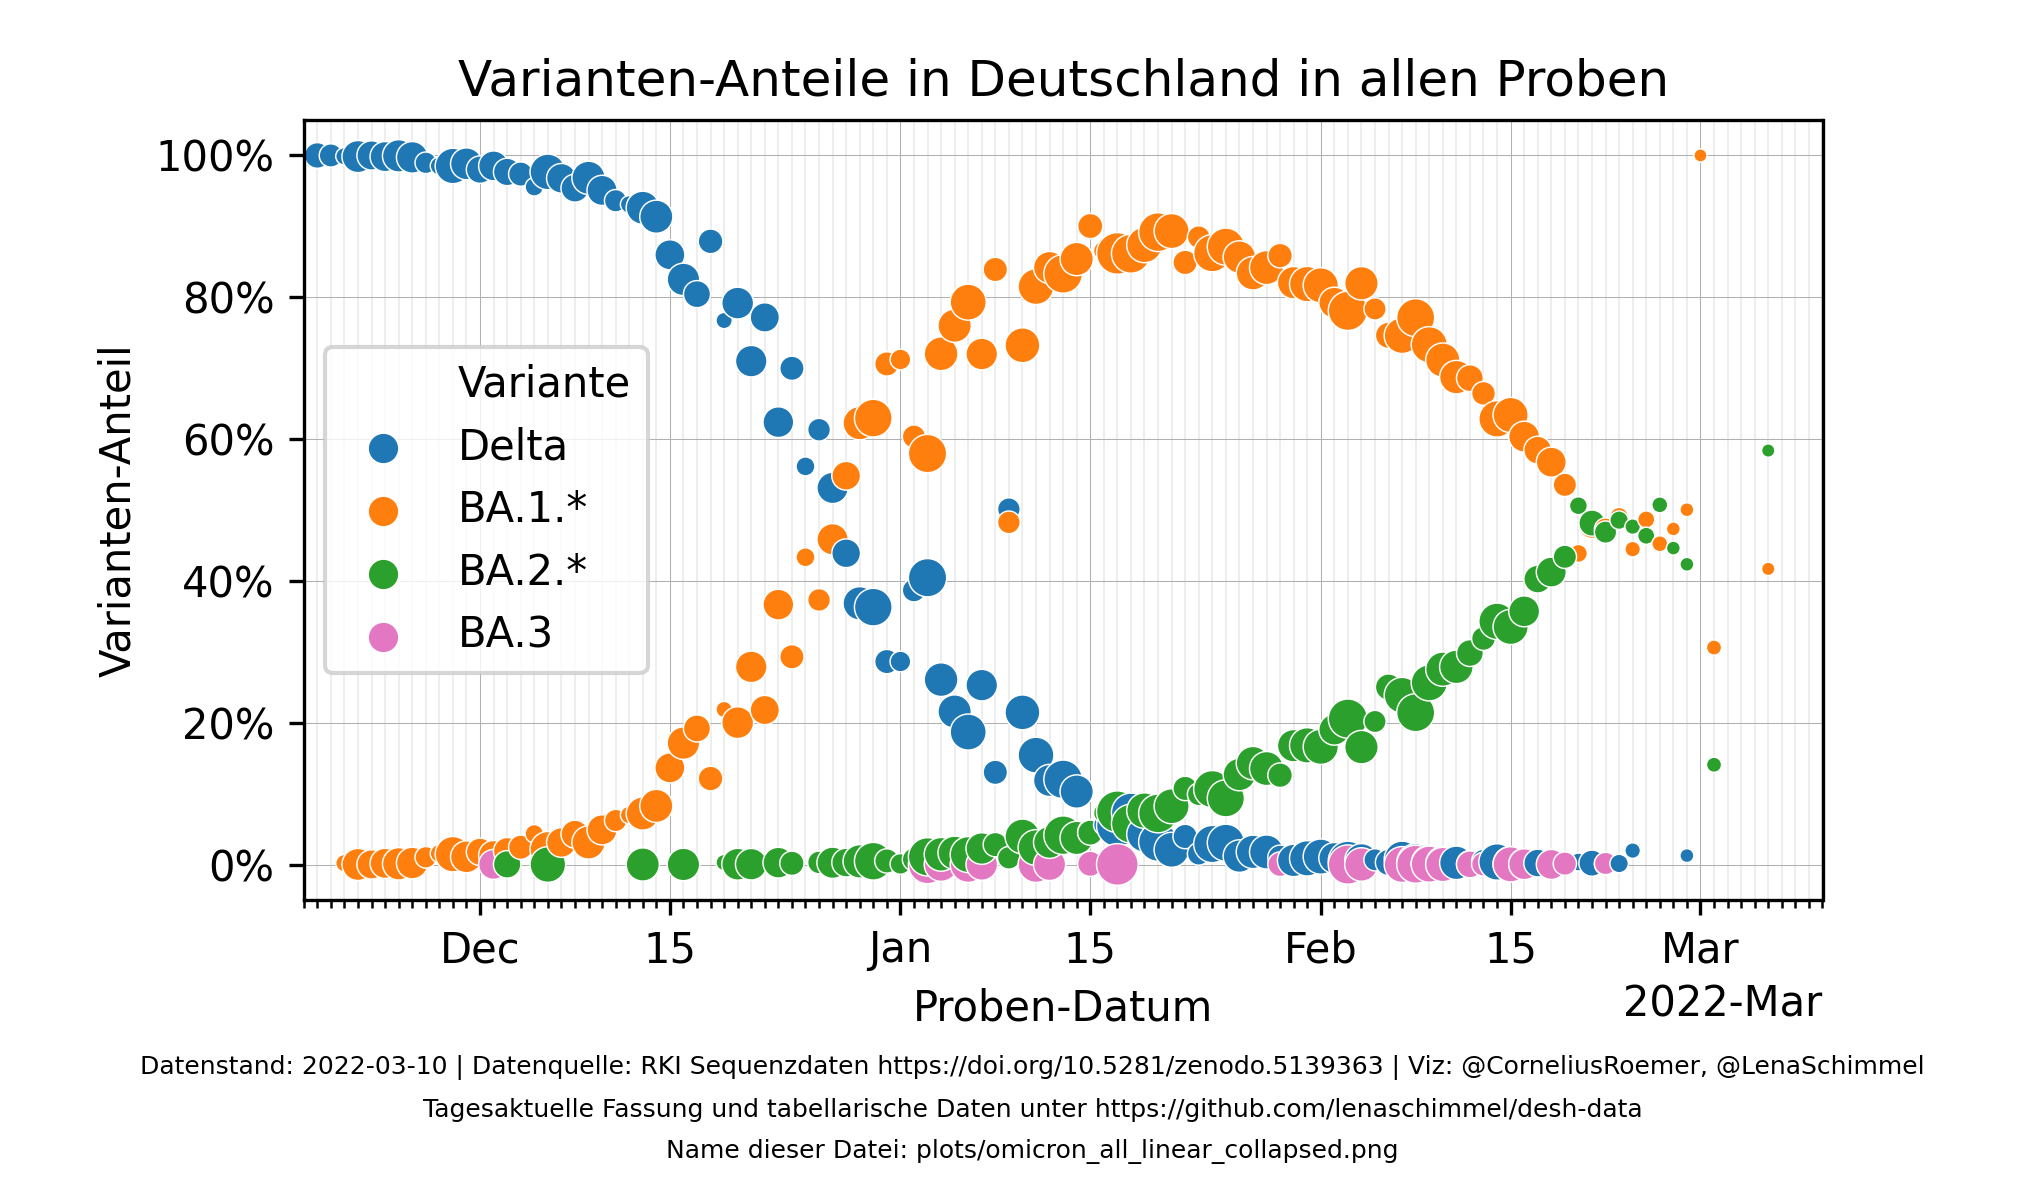 Varianten-Anteile in Deutschland in allen Proben
Varianten-Anteil
100%
80%
60%
40%
20%
0%
Variante
Delta
BA.1.*
BA.2.*
BA.3
Dec
15
Jan
15
Feb
15
Mar
Proben-Datum
2022-Mar
Datenstand: 2022-03-10 | Datenquelle: RKI Sequenzdaten https://doi.org/10.5281/zenodo.5139363 | Viz: @CorneliusRoemer, @LenaSchimmel
Tagesaktuelle Fassung und tabellarische Daten unter https://github.com/lenaschimmel/desh-data
Name dieser Datei: plots/omicron_all_linear_collapsed.png